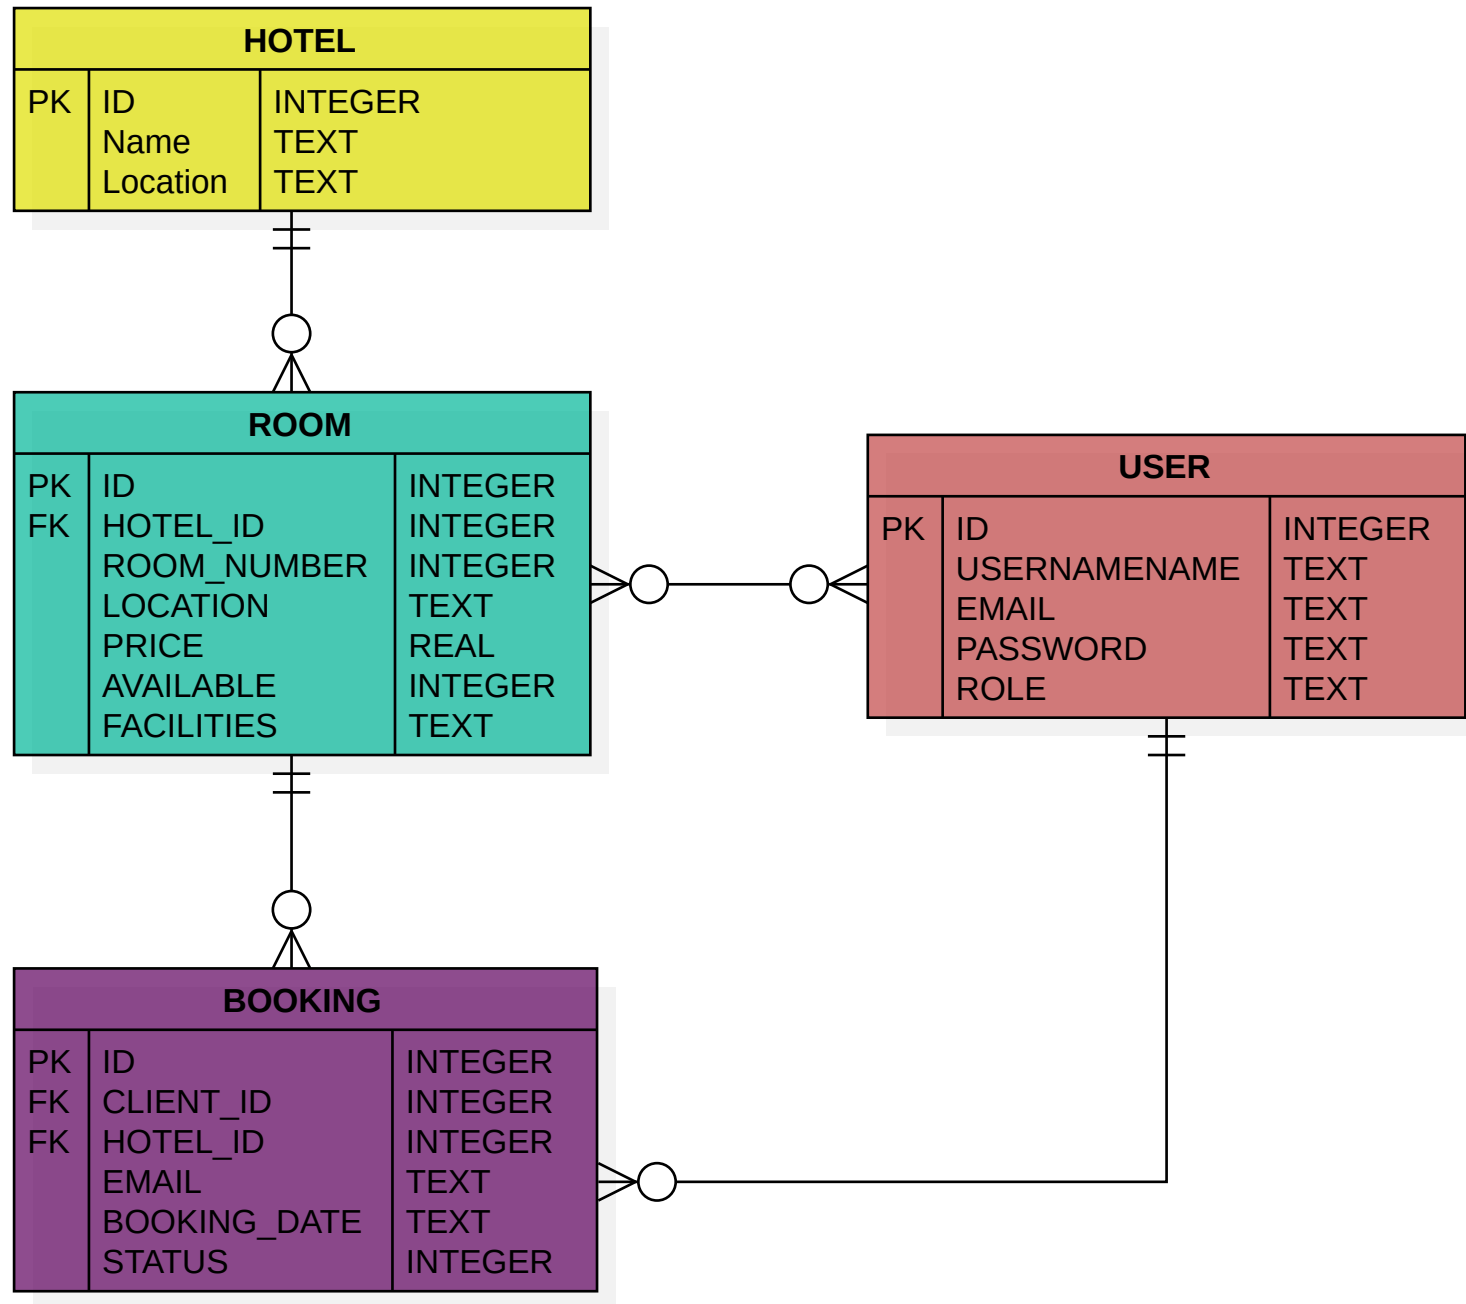 HOTEL
PK ID INTEGER
Name TEXT
Location TEXT
ROOM
PK ID INTEGER
FK HOTEL_ID INTEGER
ROOM_NUMBER INTEGER
LOCATION TEXT
PRICE REAL
AVAILABLE INTEGER
FACILITIES TEXT
USER
PK ID INTEGER
USERNAMENAME TEXT
EMAIL TEXT
PASSWORD TEXT
ROLE TEXT
BOOKING
PK ID INTEGER
FK CLIENT_ID INTEGER
FK HOTEL_ID INTEGER
EMAIL TEXT
BOOKING_DATE TEXT
STATUS INTEGER